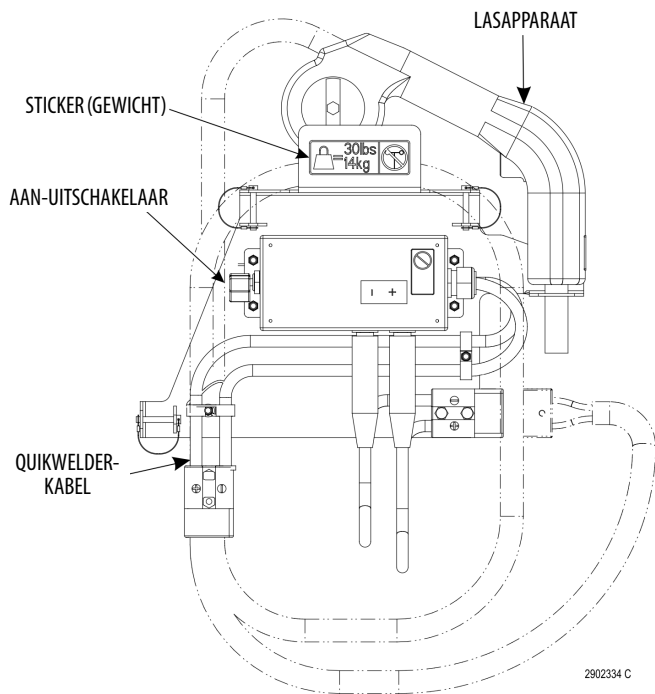 LASAPPARAAT
STICKER (GEWICHT)
30lbs
=
14kg
AAN-UITSCHAKELAAR
- +
QUIKWELDER-
KABEL
2902334 C